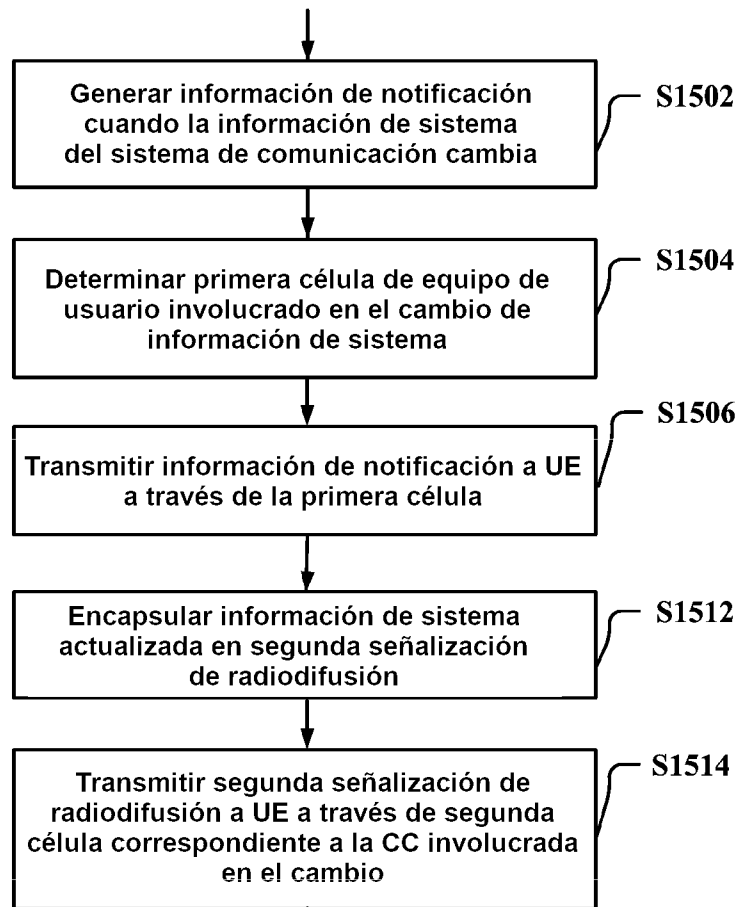 Generar información de notificación
cuando la información de sistema
del sistema de comunicación cambia
S1502
Determinar primera célula de equipo de
usuario involucrado en el cambio de
información de sistema
S1504
Transmitir información de notificación a UE
a través de la primera célula
S1506
Encapsular información de sistema
actualizada en segunda señalización
de radiodifusión
S1512
Transmitir segunda señalización de
radiodifusión a UE a través de segunda
célula correspondiente a la CC involucrada
en el cambio
S1514